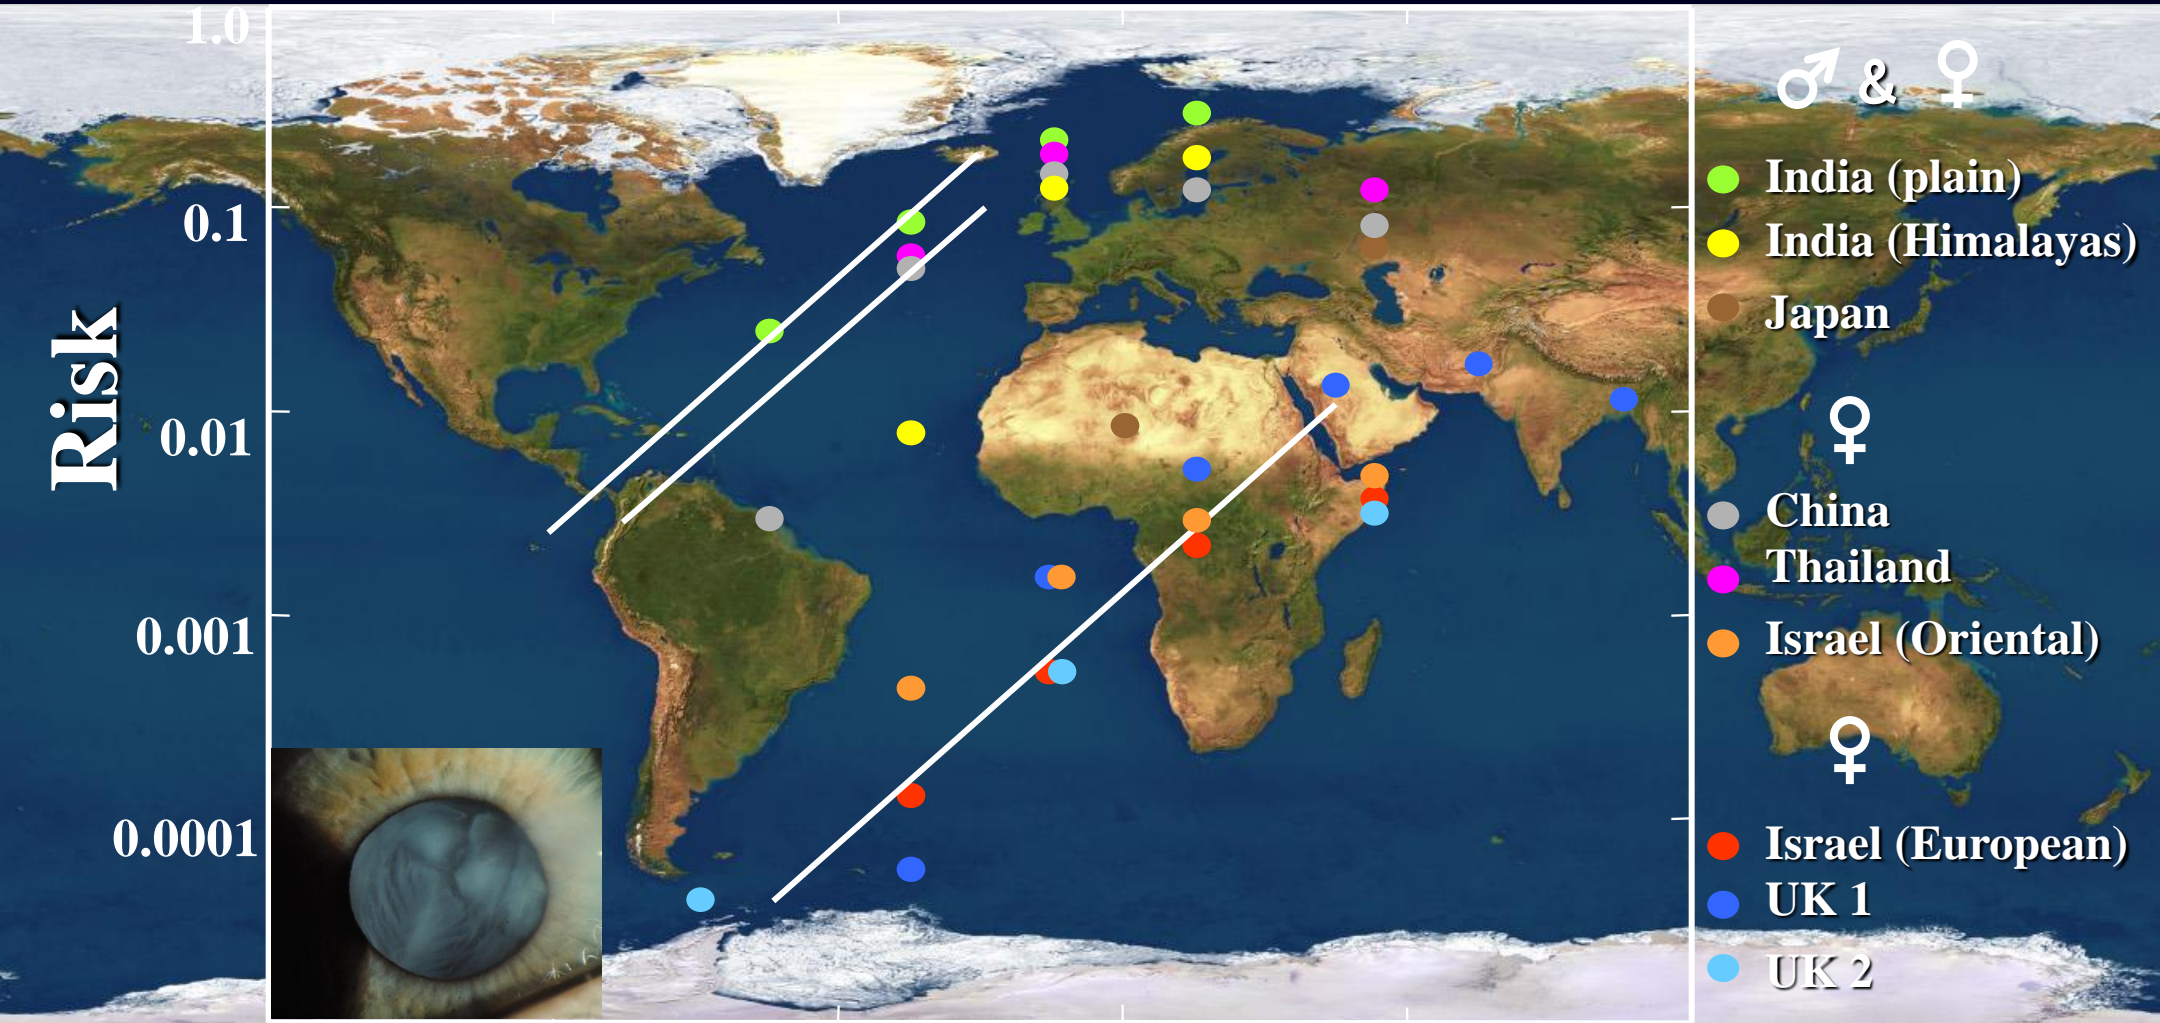 1.0
0.1
0.01
0.001
0.0001
Risk
♂ & ♀
India (plain)
India (Himalayas)
Japan
♀
China
Thailand
Israel (Oriental)
♀
Israel (European)
UK 1
UK 2